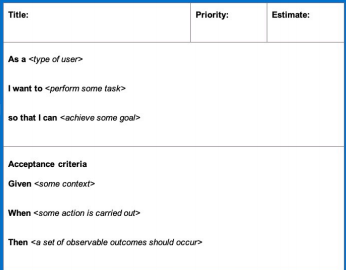 Title: Priority: Estimate:
As a <type of user>
I want to <perform some task>
so that I can <achieve some goal>
Acceptance criteria
Given <some context>
When <some action is carried out>
Then <a set of observable outcomes should occur>